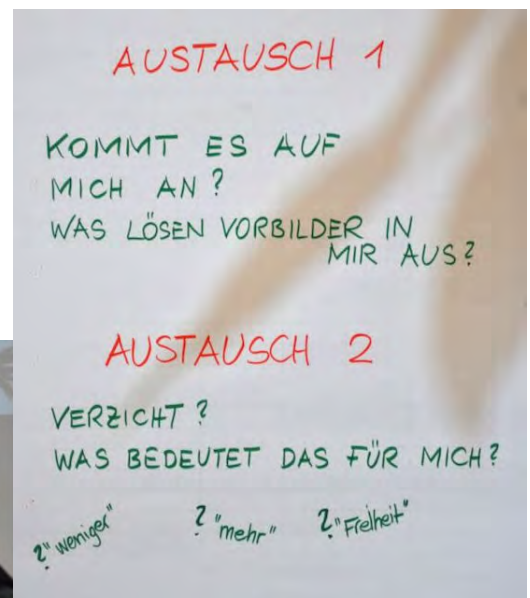 AUSTAUSCH 1
KOMMT ES AUF
MICH AN?
WAS LÖSEN VORBILDER IN
MIR AUS?
AUSTAUSCH 2
VERZICHT?
WAS BEDEUTET DAS FÜR MICH?
?"weniger" ?"mehr" ?"Freiheit"